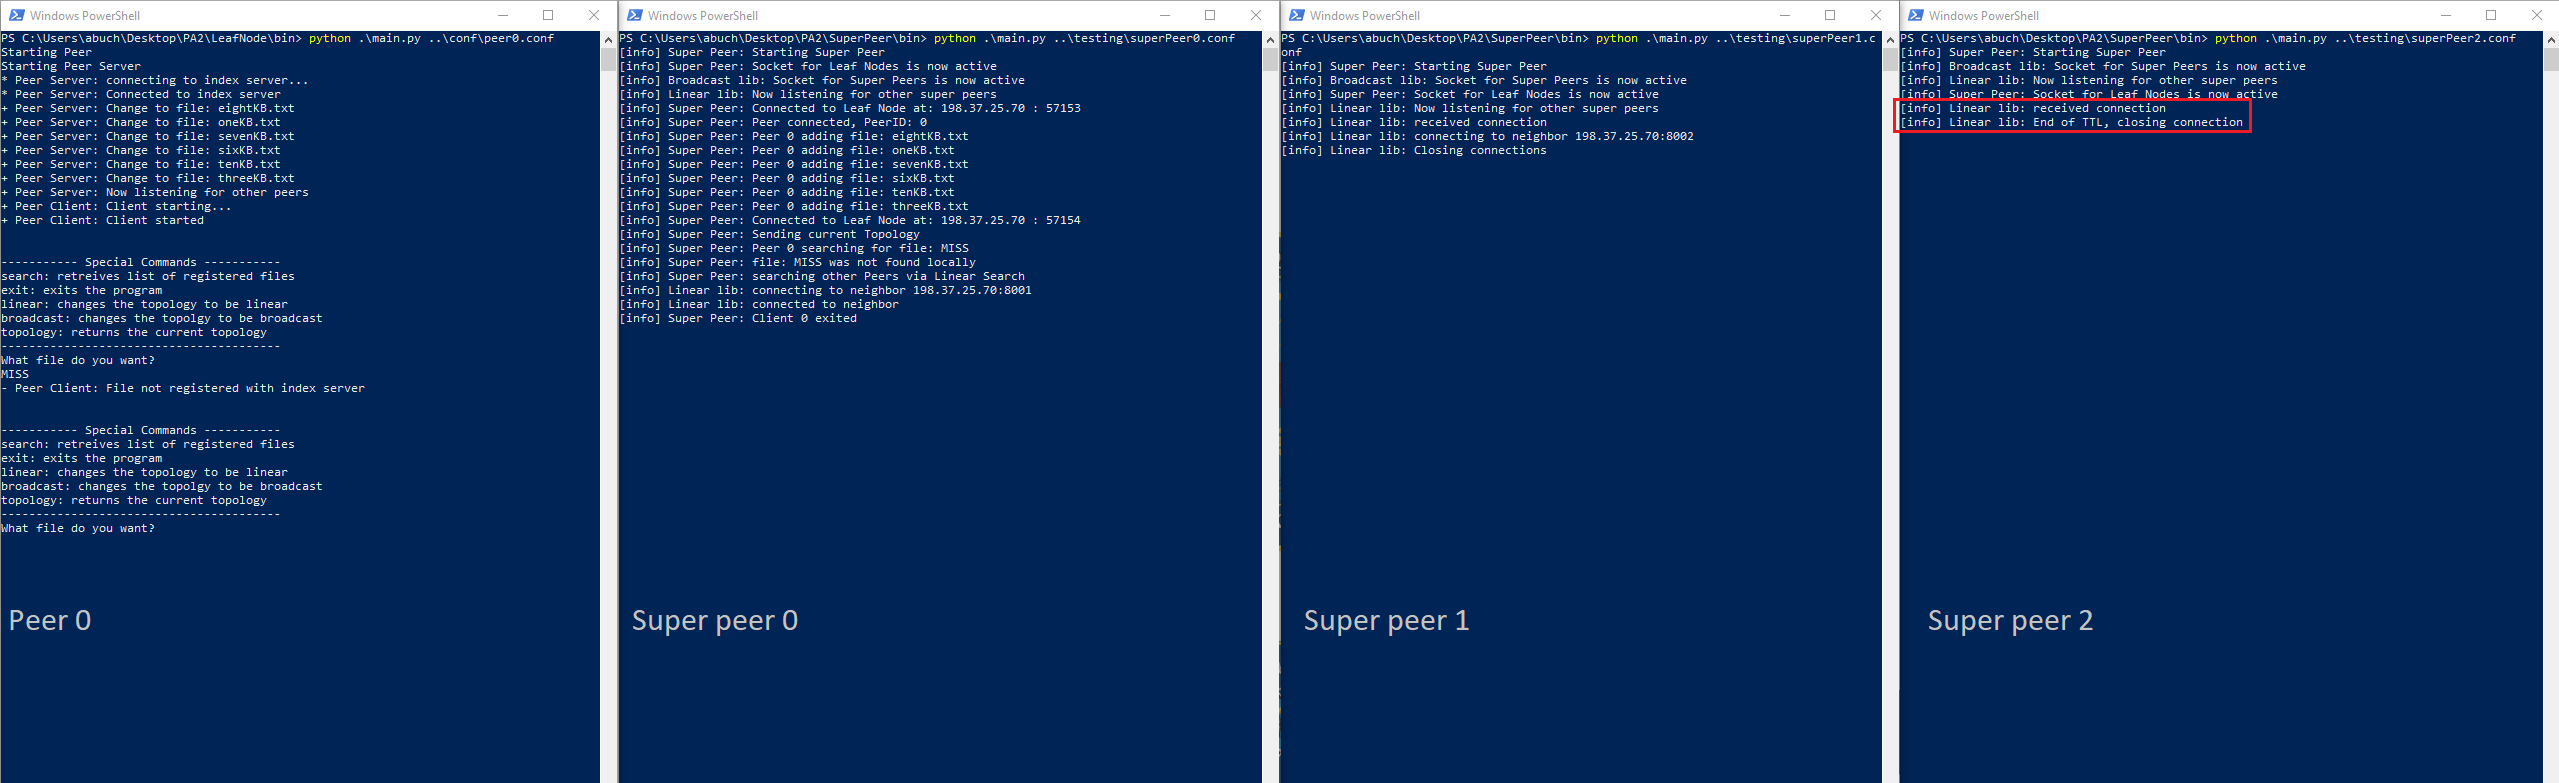 Windows PowerShell
PS C:\Users\abuch\Desktop\PA2\LeafNode\bin> python .\main.py ..\conf\peer0.conf
Starting Peer
Starting Peer Server
* Peer Server: connecting to index server...
* Peer Server: Connected to index server
+ Peer Server: Change to file: eightKB.txt
+ Peer Server: Change to file: oneKB.txt
+ Peer Server: Change to file: sevenKB.txt
+ Peer Server: Change to file: sixKB.txt
+ Peer Server: Change to file: tenKB.txt
+ Peer Server: Change to file: threeKB.txt
+ Peer Server: Now listening for other peers
+ Peer Client: Client starting...
+ Peer Client: Client started
----------- Special Commands -----------
search: retreives list of registered files
exit: exits the program
linear: changes the topology to be linear
broadcast: changes the topolgy to be broadcast
topology: returns the current topology
----------------------------------------
What file do you want?
MISS
- Peer Client: File not registered with index server
----------- Special Commands -----------
search: retreives list of registered files
exit: exits the program
linear: changes the topology to be linear
broadcast: changes the topolgy to be broadcast
topology: returns the current topology
----------------------------------------
What file do you want?
Peer 0
Windows PowerShell
PS C:\Users\abuch\Desktop\PA2\SuperPeer\bin> python .\main.py ..\testing\superPeer0.conf
[info] Super Peer: Starting Super Peer
[info] Super Peer: Socket for Leaf Nodes is now active
[info] Broadcast lib: Socket for Super Peers is now active
[info] Linear lib: Now listening for other super peers
[info] Super Peer: Connected to Leaf Node at: 198.37.25.70 : 57153
[info] Super Peer: Peer connected, PeerID: 0
[info] Super Peer: Peer 0 adding file: eightKB.txt
[info] Super Peer: Peer 0 adding file: oneKB.txt
[info] Super Peer: Peer 0 adding file: sevenKB.txt
[info] Super Peer: Peer 0 adding file: sixKB.txt
[info] Super Peer: Peer 0 adding file: tenKB.txt
[info] Super Peer: Peer 0 adding file: threeKB.txt
[info] Super Peer: Connected to Leaf Node at: 198.37.25.70 : 57154
[info] Super Peer: Sending current Topology
[info] Super Peer: Peer 0 searching for file: MISS
[info] Super Peer: file: MISS was not found locally
[info] Super Peer: searching other Peers via Linear Search
[info] Linear lib: connecting to neighbor 198.37.25.70:8001
[info] Linear lib: connected to neighbor
[info] Super Peer: Client 0 exited
Super peer 0
Windows PowerShell
PS C:\Users\abuch\Desktop\PA2\SuperPeer\bin> python .\main.py ..\testing\superPeer1.c
onf
[info] Super Peer: Starting Super Peer
[info] Broadcast lib: Socket for Super Peers is now active
[info] Super Peer: Socket for Leaf Nodes is now active
[info] Linear lib: Now listening for other super peers
[info] Linear lib: received connection
[info] Linear lib: connecting to neighbor 198.37.25.70:8002
[info] Linear lib: Closing connections
Super peer 1
Windows PowerShell
PS C:\Users\abuch\Desktop\PA2\SuperPeer\bin> python .\main.py ..\testing\superPeer2.conf
[info] Super Peer: Starting Super Peer
[info] Broadcast lib: Socket for Super Peers is now active
[info] Linear lib: Now listening for other super peers
[info] Super Peer: Socket for Leaf Nodes is now active
[info] Linear lib: received connection
[info] Linear lib: End of TTL, closing connection
Super peer 2